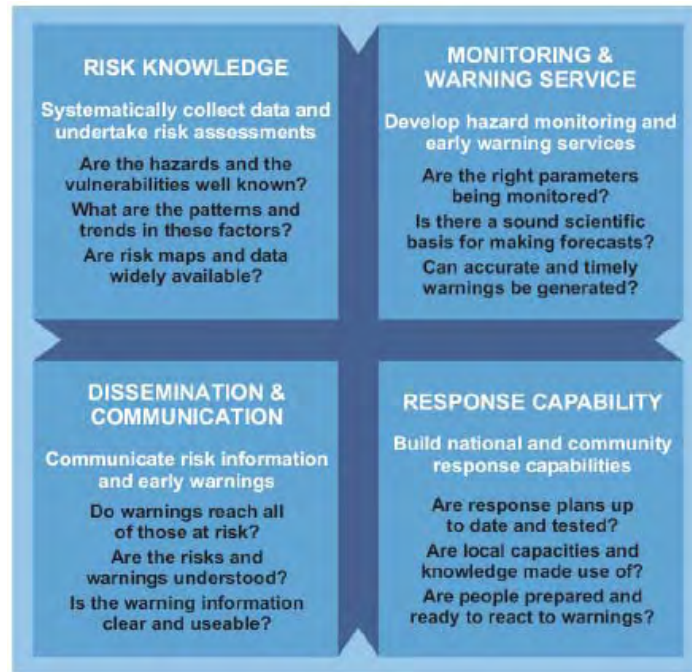 RISK KNOWLEDGE
Systematically collect data and
undertake risk assessments
Are the hazards and the
vulnerabilities well known?
What are the patterns and
trends in these factors?
Are risk maps and data
widely available?
MONITORING &
WARNING SERVICE
Develop hazard monitoring and
early warning services
Are the right parameters
being monitored?
Is there a sound scientific
basis for making forecasts?
Can accurate and timely
warnings be generated?
DISSEMINATION &
COMMUNICATION
Communicate risk information
and early warnings
Do warnings reach all
of those at risk?
Are the risks and
warnings understood?
Is the warning information
clear and useable?
RESPONSE CAPABILITY
Build national and community
response capabilities
Are response plans up
to date and tested?
Are local capacities and
knowledge made use of?
Are people prepared and
ready to react to warnings?